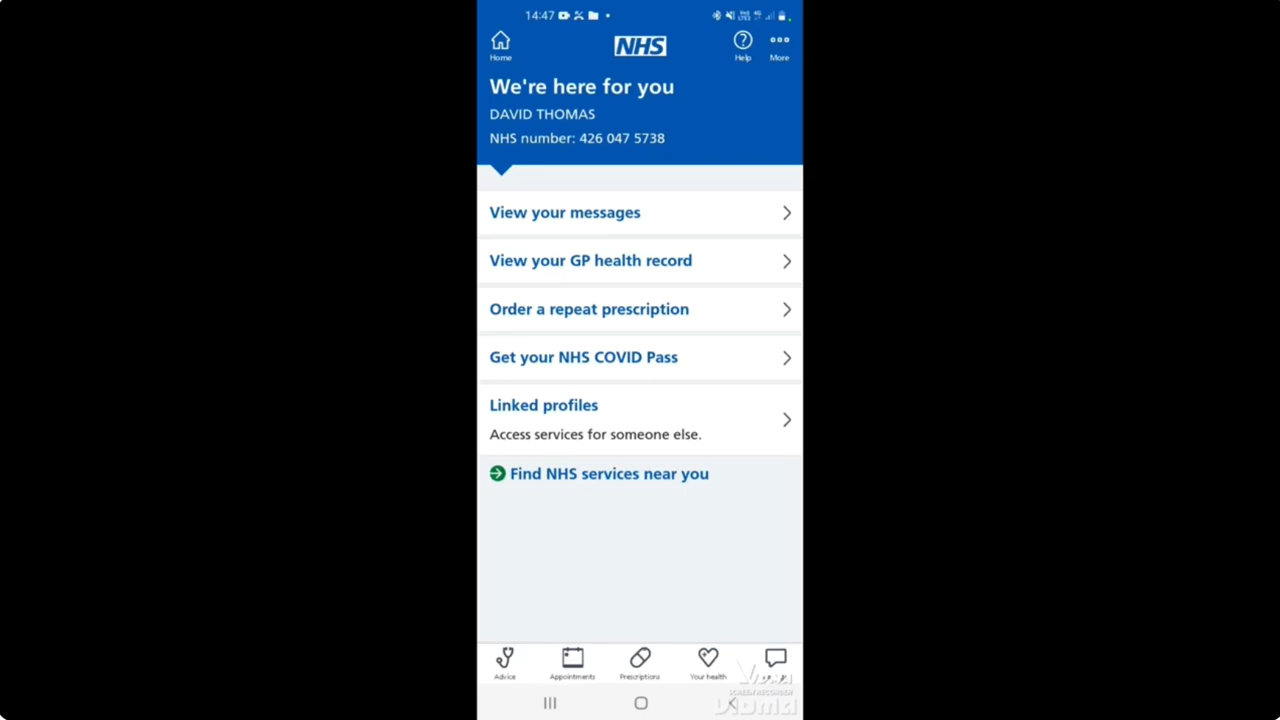 14:47
Home
NHS
Help
More
We're here for you
DAVID THOMAS
NHS number: 426 047 5738
View your messages
View your GP health record
Order a repeat prescription
Get your NHS COVID Pass
Linked profiles
Access services for someone else.
Find NHS services near you
Advice
Appointments
Prescriptions
Your health
SCREEN RECORDER